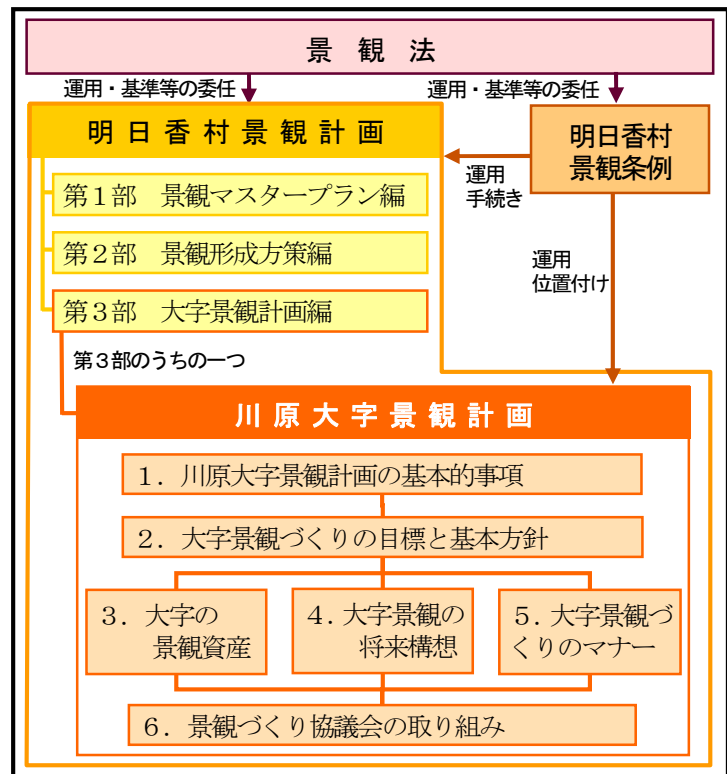 景観法
運用・基準等の委任
運用・基準等の委任
明日香村景観計画
明日香村
景観条例
運用
手続き
第１部　景観マスタープラン編
第２部　景観形成方策編
運用
位置付け
第３部　大字景観計画編
第３部のうちの一つ
川原大字景観計画
１．川原大字景観計画の基本的事項
２．大字景観づくりの目標と基本方針
３．大字の
景観資産
４．大字景観の
将来構想
５．大字景観づ
くりのマナー
６．景観づくり協議会の取り組み